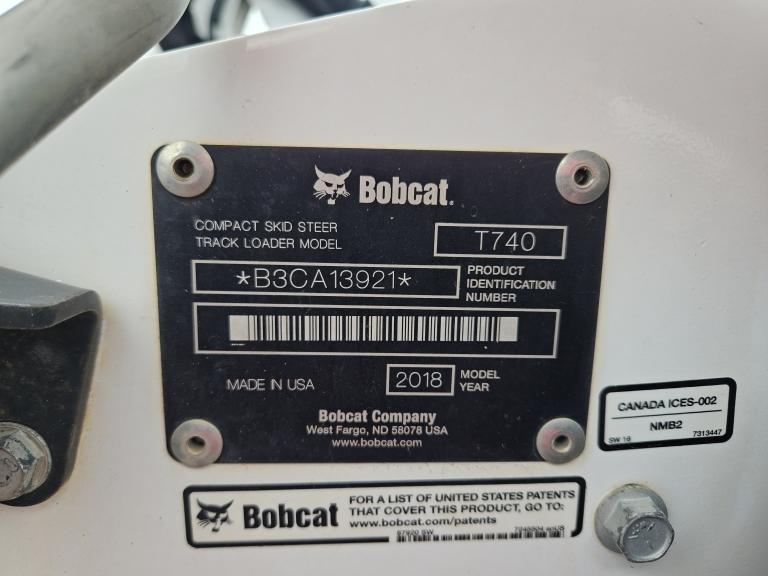 Bobcat.
COMPACT SKID STEER
TRACK LOADER MODEL
T740
*B3CA13921*
PRODUCT
IDENTIFICATION
NUMBER
MADE IN USA
2018
MODEL
YEAR
Bobcat Company
West Fargo, ND 58078 USA
www.bobcat.com
CANADA ICES-002
NMB2
SW 16 7313447
Bobcat
FOR A LIST OF UNITED STATES PATENTS
THAT COVER THIS PRODUCT, GO TO:
www.bobcat.com/patents